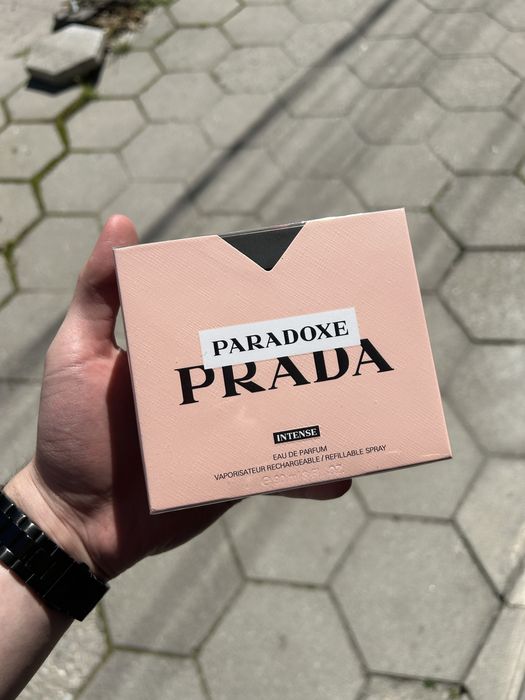 PARADOXE
PRADA
INTENSE
EAU DE PARFUM
VAPORISATEUR RECHARGEABLE / REFILLABLE SPRAY